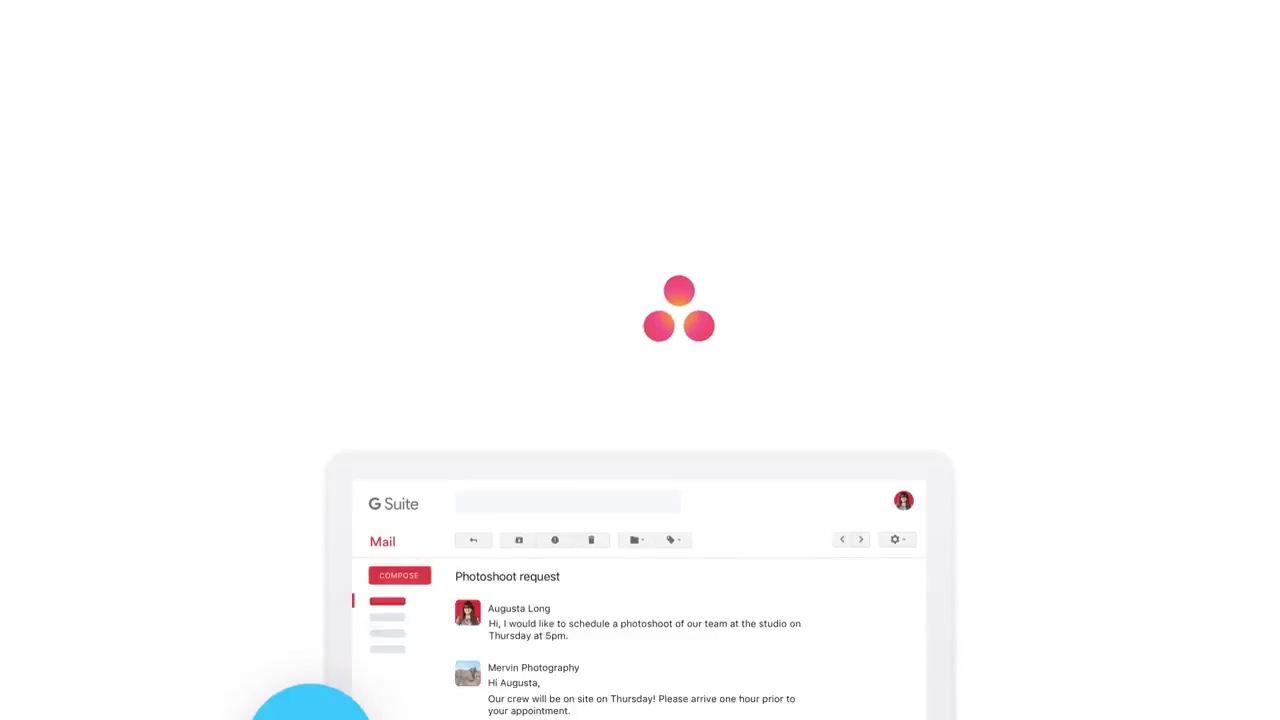 G Suite
Mail
COMPOSE
Photoshoot request
Augusta Long
Hi, I would like to schedule a photoshoot of our team at the studio on
Thursday at 5pm.
Mervin Photography
Hi Augusta,
Our crew will be on site on Thursday! Please arrive one hour prior to
your appointment.